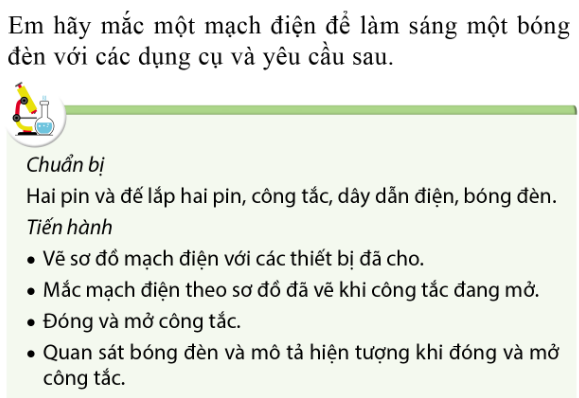 Em hãy mắc một mạch điện để làm sáng một bóng
đèn với các dụng cụ và yêu cầu sau.
Chuẩn bị
Hai pin và đế lắp hai pin, công tắc, dây dẫn điện, bóng đèn.
Tiến hành
• Vẽ sơ đồ mạch điện với các thiết bị đã cho.
• Mắc mạch điện theo sơ đồ đã vẽ khi công tắc đang mở.
• Đóng và mở công tắc.
• Quan sát bóng đèn và mô tả hiện tượng khi đóng và mở
công tắc.